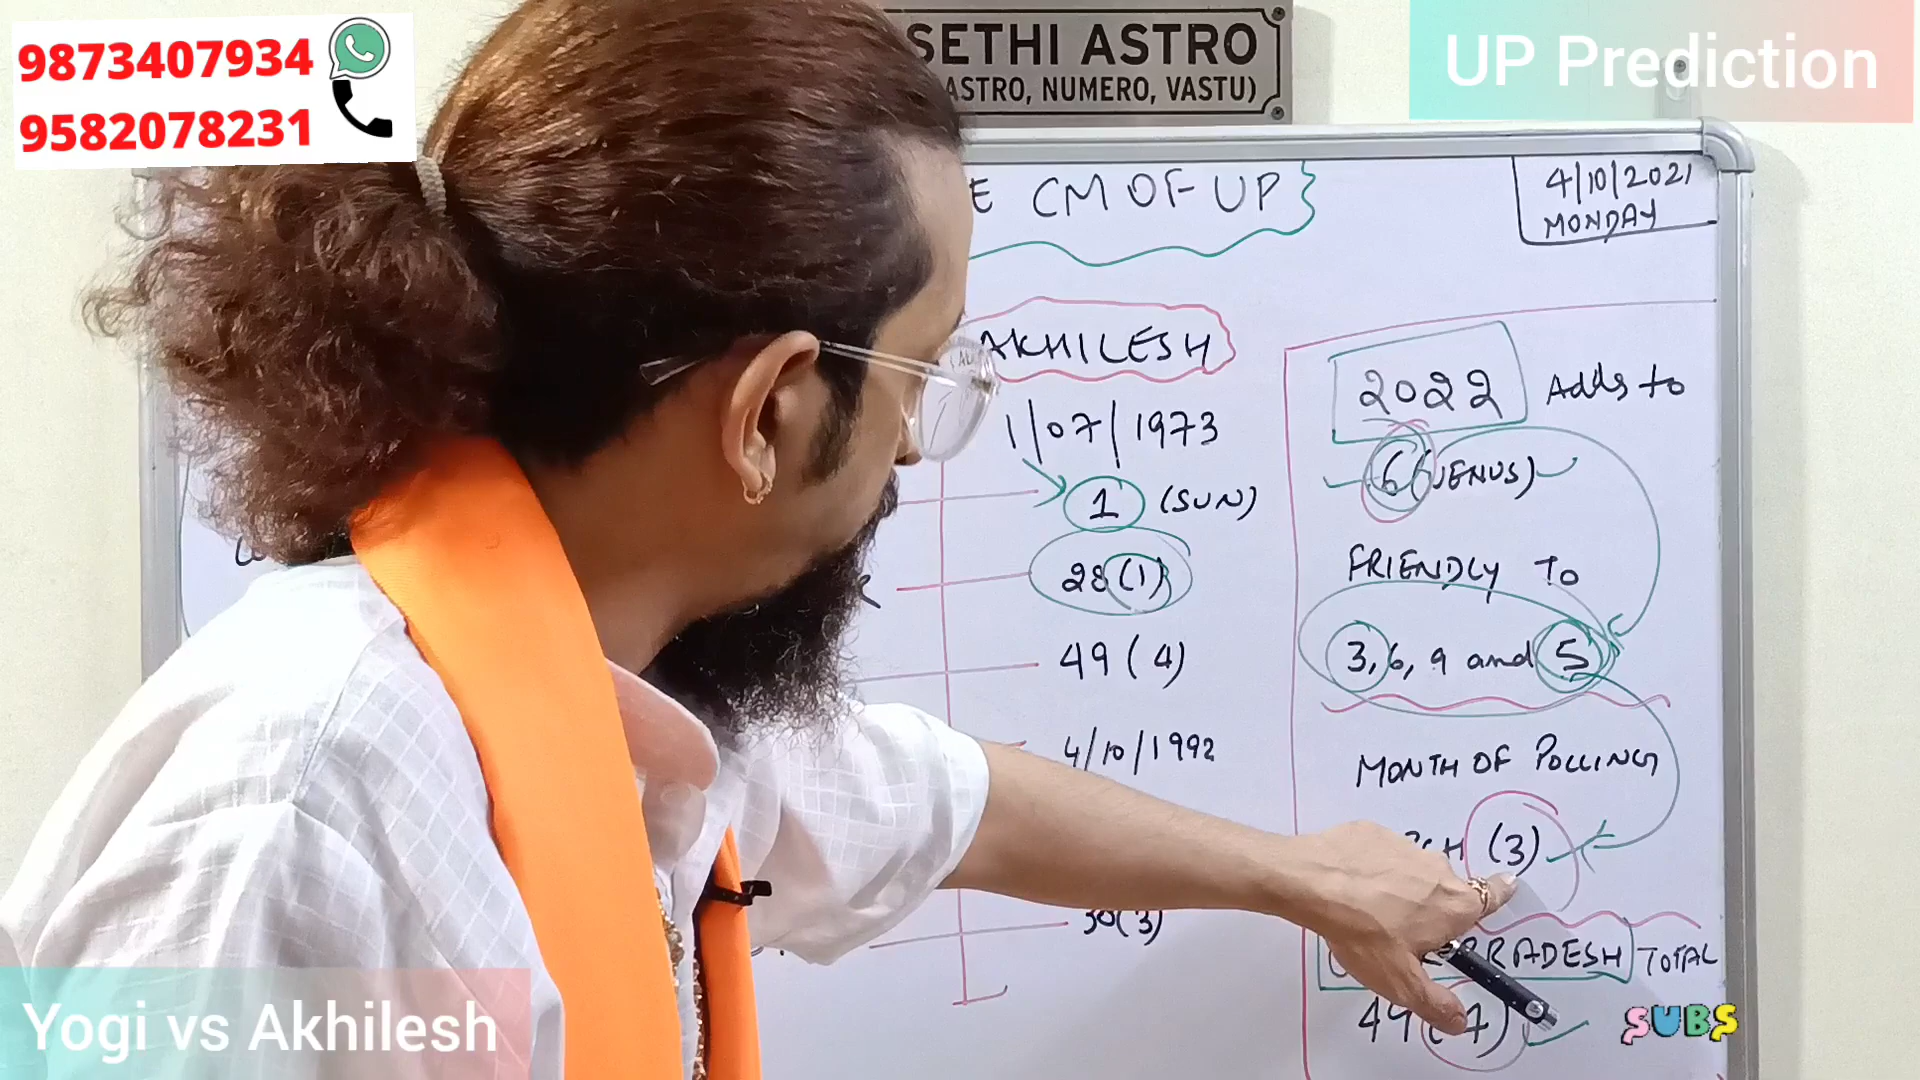 9873407934
9582078231
SETHI ASTRO
ASTRO, NUMERO, VASTU)
UP Prediction
CM OF UP
4/10/2021
MONDAY
AKHILESH
1/07/1973
1 (SUN)
28 (1)
49 (4)
4/10/1992
30(3)
2022 Adds to
6 (VENUS)
FRIENDLY TO
3, 6, 9 and 5
MONTH OF POLLING
(3)
TOTAL
49
Yogi vs Akhilesh
SUBS